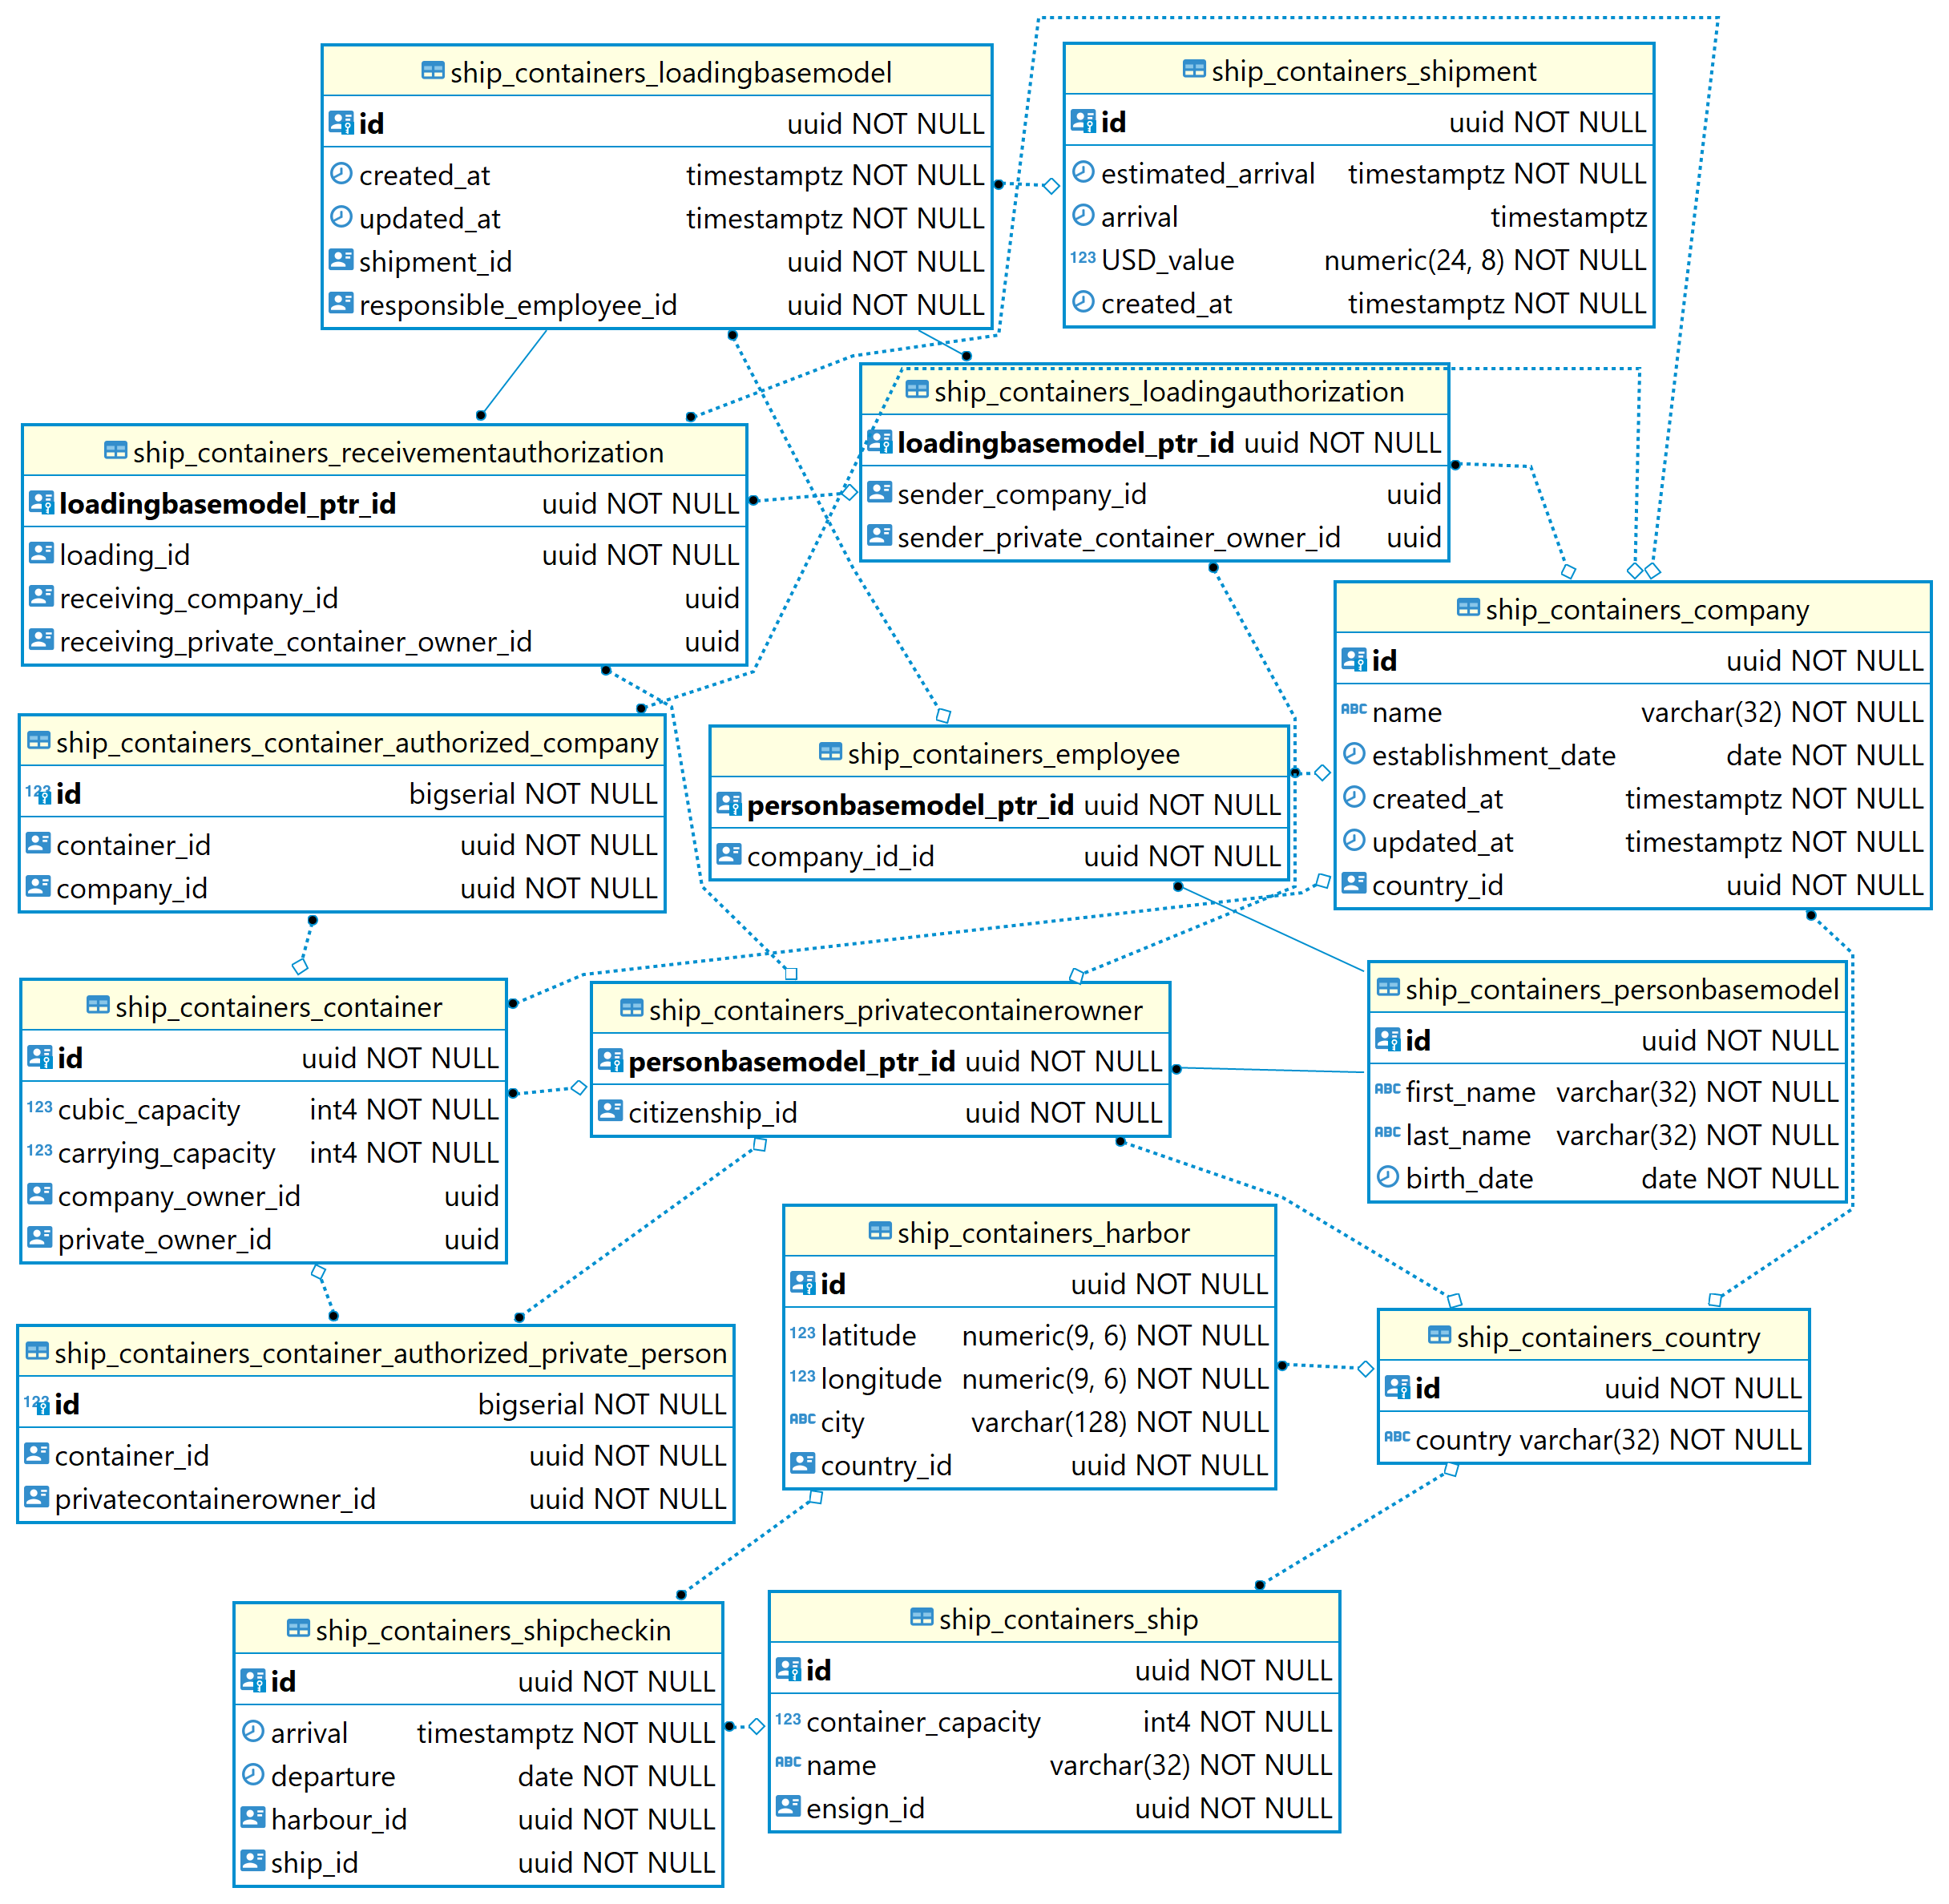 ship_containers_loadingbasemodel
id uuid NOT NULL
created_at timestamptz NOT NULL
updated_at timestamptz NOT NULL
shipment_id uuid NOT NULL
responsible_employee_id uuid NOT NULL
ship_containers_shipment
id uuid NOT NULL
estimated_arrival timestamptz NOT NULL
arrival timestamptz
123 USD_value numeric(24, 8) NOT NULL
created_at timestamptz NOT NULL
ship_containers_loadingauthorization
loadingbasemodel_ptr_id uuid NOT NULL
sender_company_id uuid
sender_private_container_owner_id uuid
ship_containers_receivementauthorization
loadingbasemodel_ptr_id uuid NOT NULL
loading_id uuid NOT NULL
receiving_company_id uuid
receiving_private_container_owner_id uuid
ship_containers_company
id uuid NOT NULL
ABC name varchar(32) NOT NULL
establishment_date date NOT NULL
created_at timestamptz NOT NULL
updated_at timestamptz NOT NULL
country_id uuid NOT NULL
ship_containers_container_authorized_company
123 id bigserial NOT NULL
container_id uuid NOT NULL
company_id uuid NOT NULL
ship_containers_employee
personbasemodel_ptr_id uuid NOT NULL
company_id_id uuid NOT NULL
ship_containers_personbasemodel
id uuid NOT NULL
ABC first_name varchar(32) NOT NULL
ABC last_name varchar(32) NOT NULL
birth_date date NOT NULL
ship_containers_container
id uuid NOT NULL
123 cubic_capacity int4 NOT NULL
123 carrying_capacity int4 NOT NULL
company_owner_id uuid
private_owner_id uuid
ship_containers_privatecontainerowner
personbasemodel_ptr_id uuid NOT NULL
citizenship_id uuid NOT NULL
ship_containers_harbor
id uuid NOT NULL
123 latitude numeric(9, 6) NOT NULL
123 longitude numeric(9, 6) NOT NULL
ABC city varchar(128) NOT NULL
country_id uuid NOT NULL
ship_containers_country
id uuid NOT NULL
ABC country varchar(32) NOT NULL
ship_containers_container_authorized_private_person
123 id bigserial NOT NULL
container_id uuid NOT NULL
privatecontainerowner_id uuid NOT NULL
ship_containers_shipcheckin
id uuid NOT NULL
arrival timestamptz NOT NULL
departure date NOT NULL
harbour_id uuid NOT NULL
ship_id uuid NOT NULL
ship_containers_ship
id uuid NOT NULL
123 container_capacity int4 NOT NULL
ABC name varchar(32) NOT NULL
ensign_id uuid NOT NULL